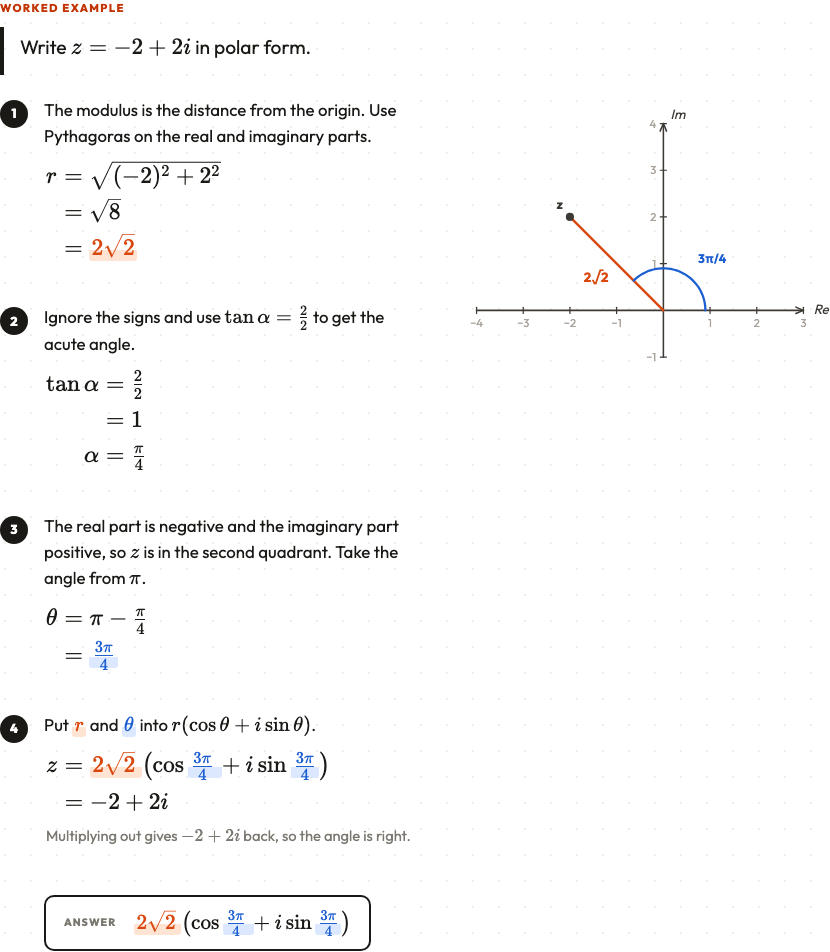 WORKED EXAMPLE
Write z = −2 + 2i in polar form.
1
The modulus is the distance from the origin. Use
Pythagoras on the real and imaginary parts.
r = √((−2)² + 2²)
= √8
= 2√2
2
Ignore the signs and use tan α = 2/2 to get the
acute angle.
tan α = 2/2
= 1
α = π/4
3
The real part is negative and the imaginary part
positive, so z is in the second quadrant. Take the
angle from π.
θ = π − π/4
= 3π/4
4
Put r and θ into r(cos θ + i sin θ).
z = 2√2 (cos 3π/4 + i sin 3π/4)
= −2 + 2i
Multiplying out gives −2 + 2i back, so the angle is right.
ANSWER 2√2 (cos 3π/4 + i sin 3π/4)
Im
4
3
z
2
1
3π/4
2√2
Re
−4 −3 −2 −1 1 2 3
−1